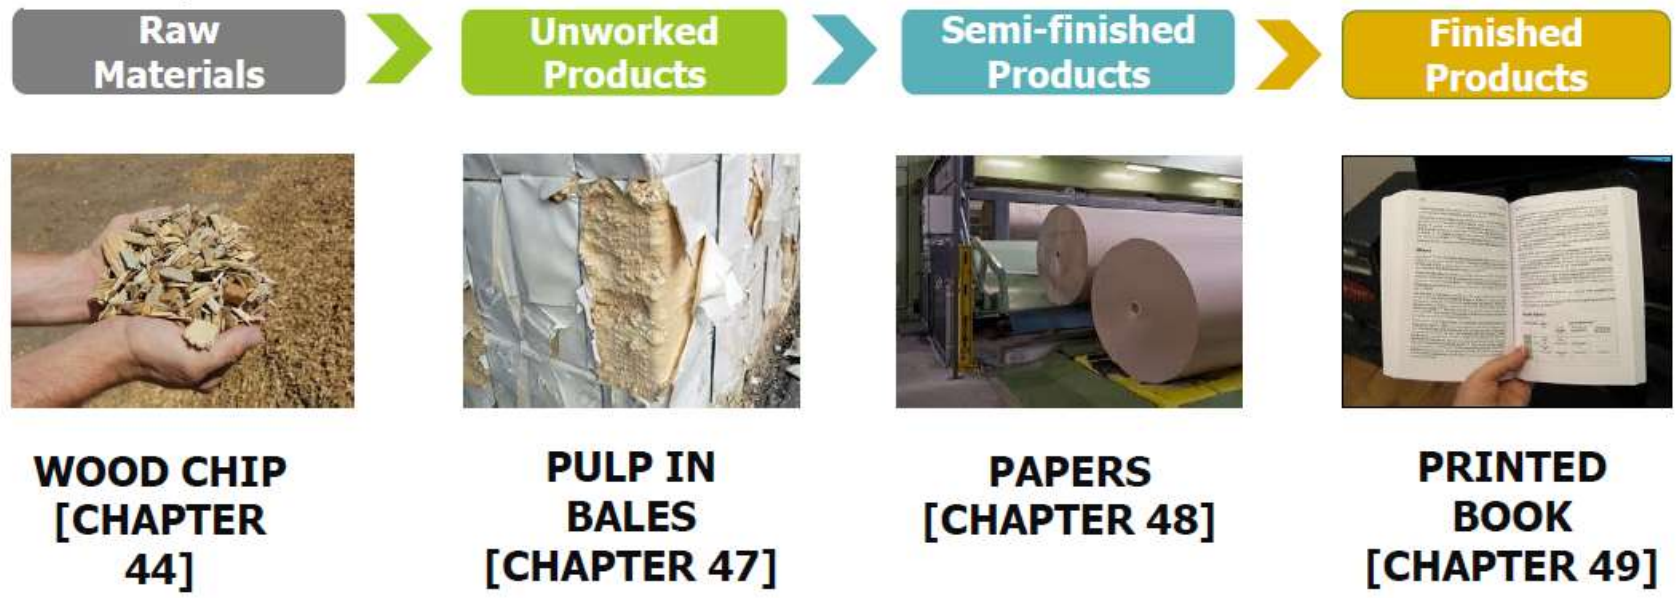 Raw
Materials
Unworked
Products
Semi-finished
Products
Finished
Products
WOOD CHIP
[CHAPTER
44]
PULP IN
BALES
[CHAPTER 47]
PAPERS
[CHAPTER 48]
PRINTED
BOOK
[CHAPTER 49]